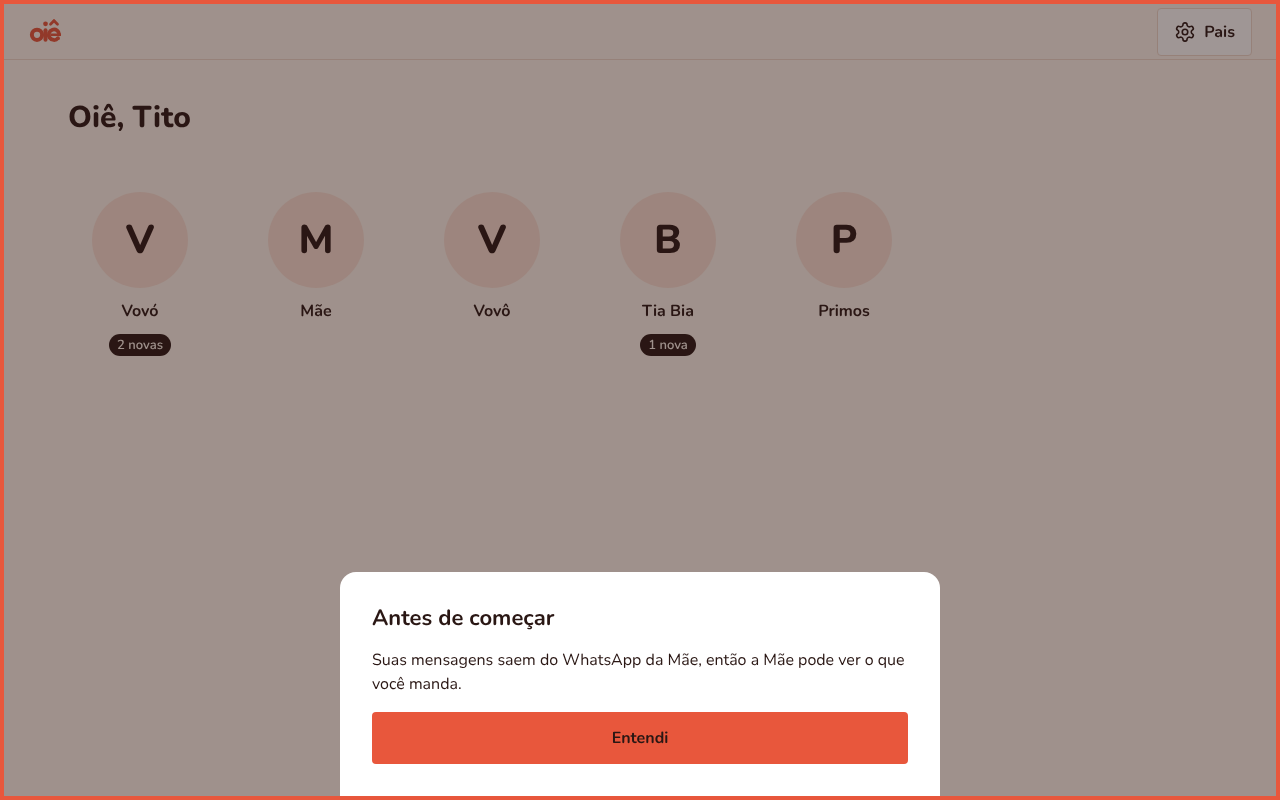 oiê
Pais
Oiê, Tito
V
M
V
B
P
Vovó
Mãe
Vovô
Tia Bia
Primos
2 novas
1 nova
Antes de começar
Suas mensagens saem do WhatsApp da Mãe, então a Mãe pode ver o que
você manda.
Entendi